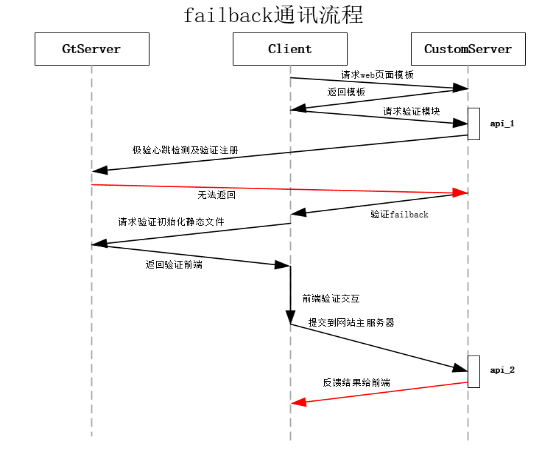 failback通讯流程
GtServer
Client
CustomServer
请求web页面模板
返回模板
请求验证模块
api_1
极验心跳检测及验证注册
无法返回
验证failback
请求验证初始化静态文件
返回验证前端
前端验证交互
提交到网站主服务器
api_2
反馈结果给前端